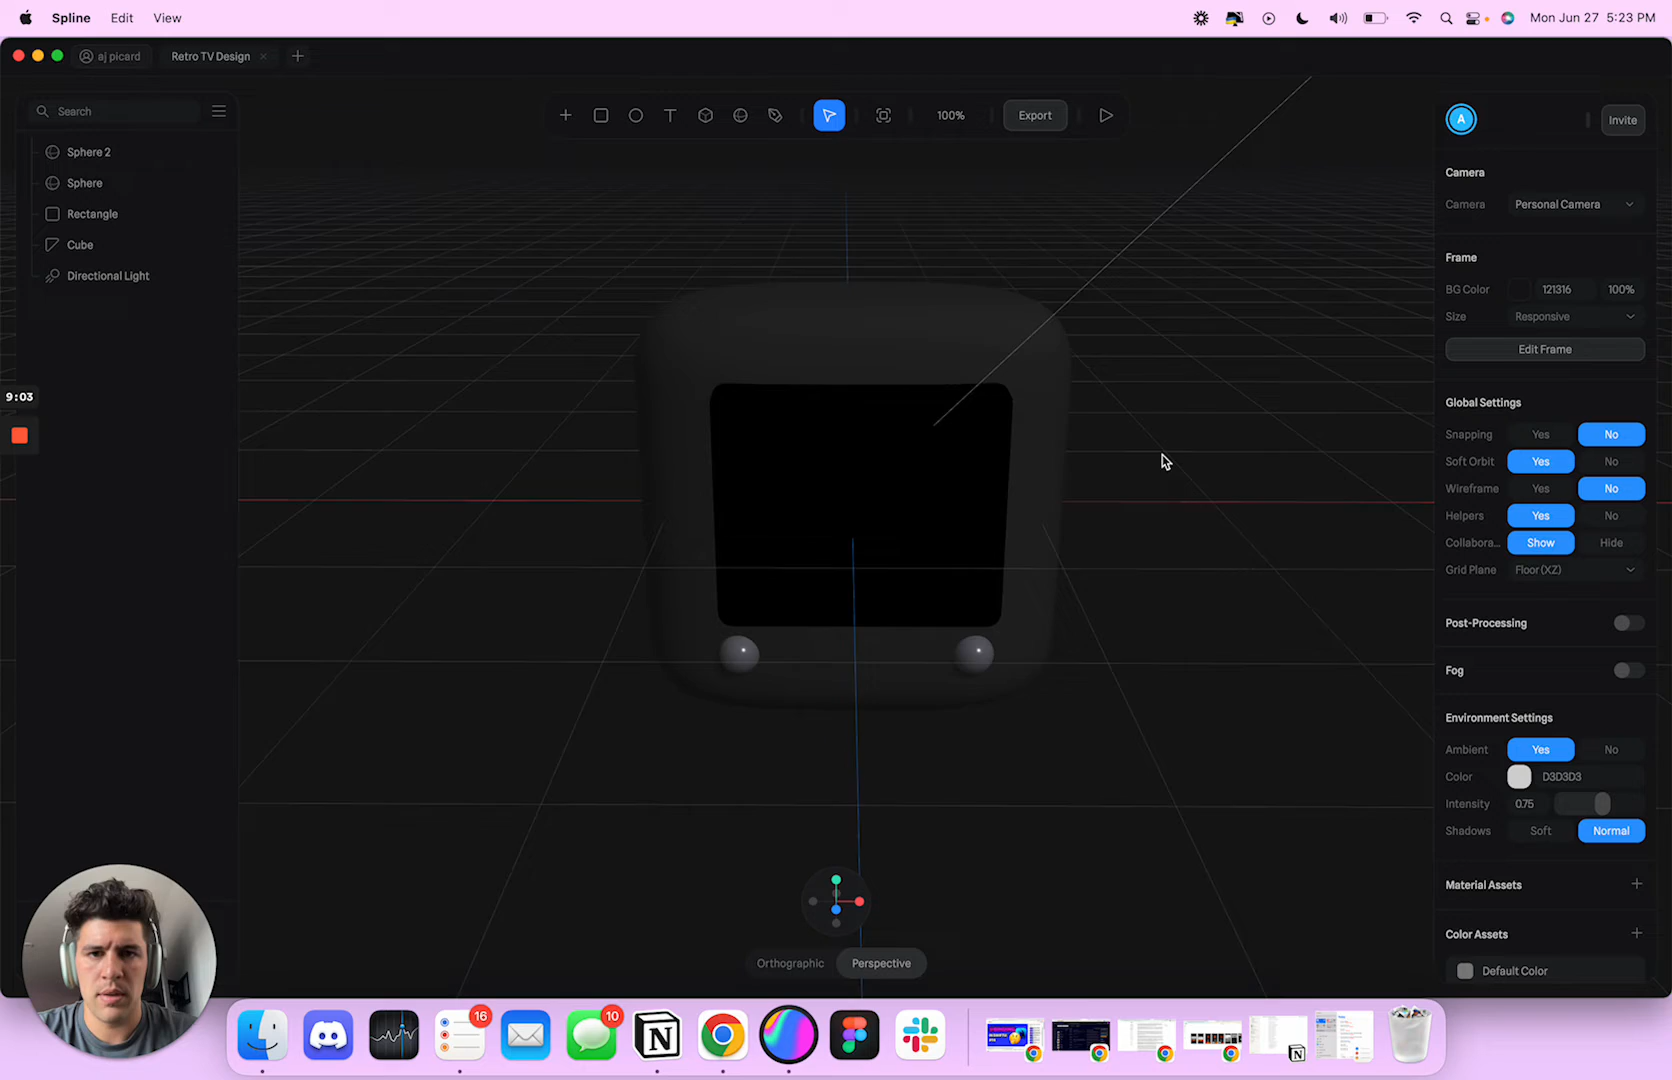 Spline Edit View
Mon Jun 27 5:23 PM
aj picard
Retro TV Design
Search
100%
Export
Invite
A
Sphere 2
Sphere
Rectangle
Cube
Directional Light
9:03
Camera
Camera Personal Camera
Frame
BG Color 121316 100%
Size Responsive
Edit Frame
Global Settings
Snapping Yes No
Soft Orbit Yes No
Wireframe Yes No
Helpers Yes No
Collabora... Show Hide
Grid Plane Floor (XZ)
Post-Processing
Fog
Environment Settings
Ambient Yes No
Color D3D3D3
Intensity 0.75
Shadows Soft Normal
Material Assets
Color Assets
Default Color
Orthographic Perspective
16
10